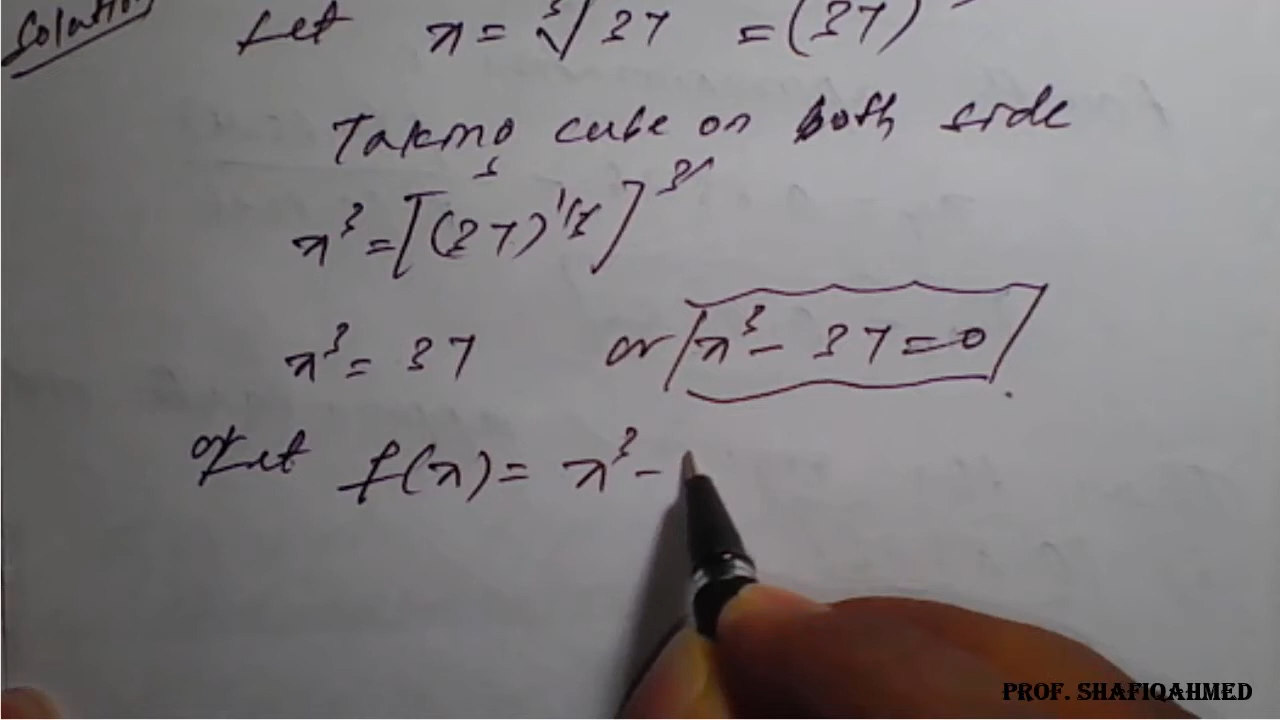 Solution Let x = ∛37 = (37)
Taking cube on both side
x³ = [(37)^1/3]^3
x³ = 37 or x³ - 37 = 0
Let f(x) = x³ -
PROF. SHAFIQAHMED